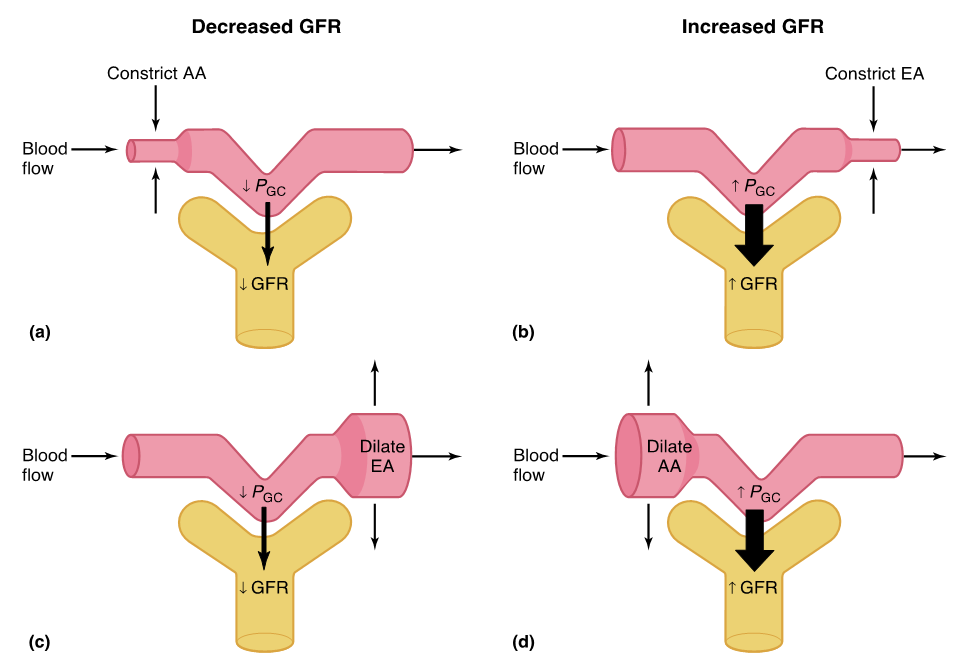 Decreased GFR
Increased GFR
Constrict AA
Constrict EA
Blood
flow
Blood
flow
↓ PGC
↑ PGC
↓ GFR
↑ GFR
(a)
(b)
Blood
flow
Dilate
EA
Blood
flow
Dilate
AA
↓ PGC
↑ PGC
↓ GFR
↑ GFR
(c)
(d)